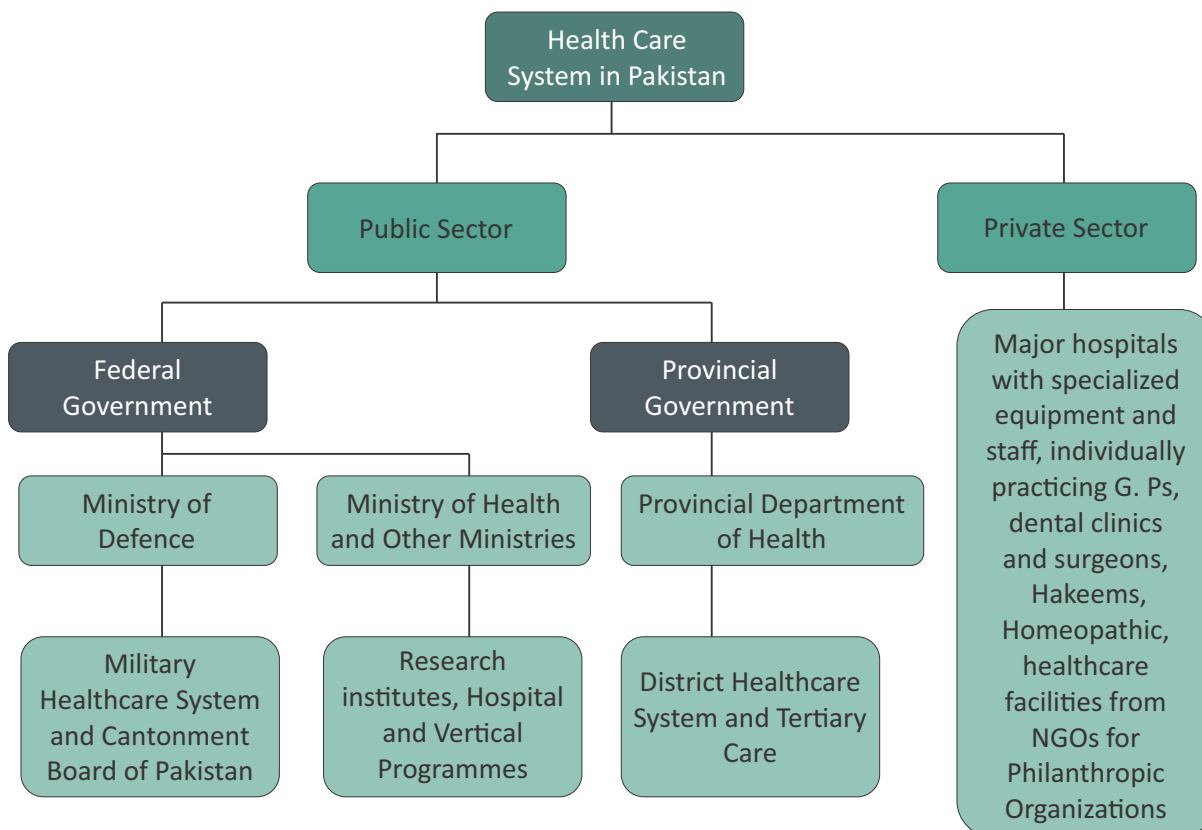 Health Care
System in Pakistan
Public Sector
Private Sector
Federal
Government
Provincial
Government
Ministry of
Defence
Ministry of Health
and Other Ministries
Provincial Department
of Health
Military
Healthcare System
and Cantonment
Board of Pakistan
Research
institutes, Hospital
and Vertical
Programmes
District Healthcare
System and Tertiary
Care
Major hospitals
with specialized
equipment and
staff, individually
practicing G. Ps,
dental clinics
and surgeons,
Hakeems,
Homeopathic,
healthcare
facilities from
NGOs for
Philanthropic
Organizations